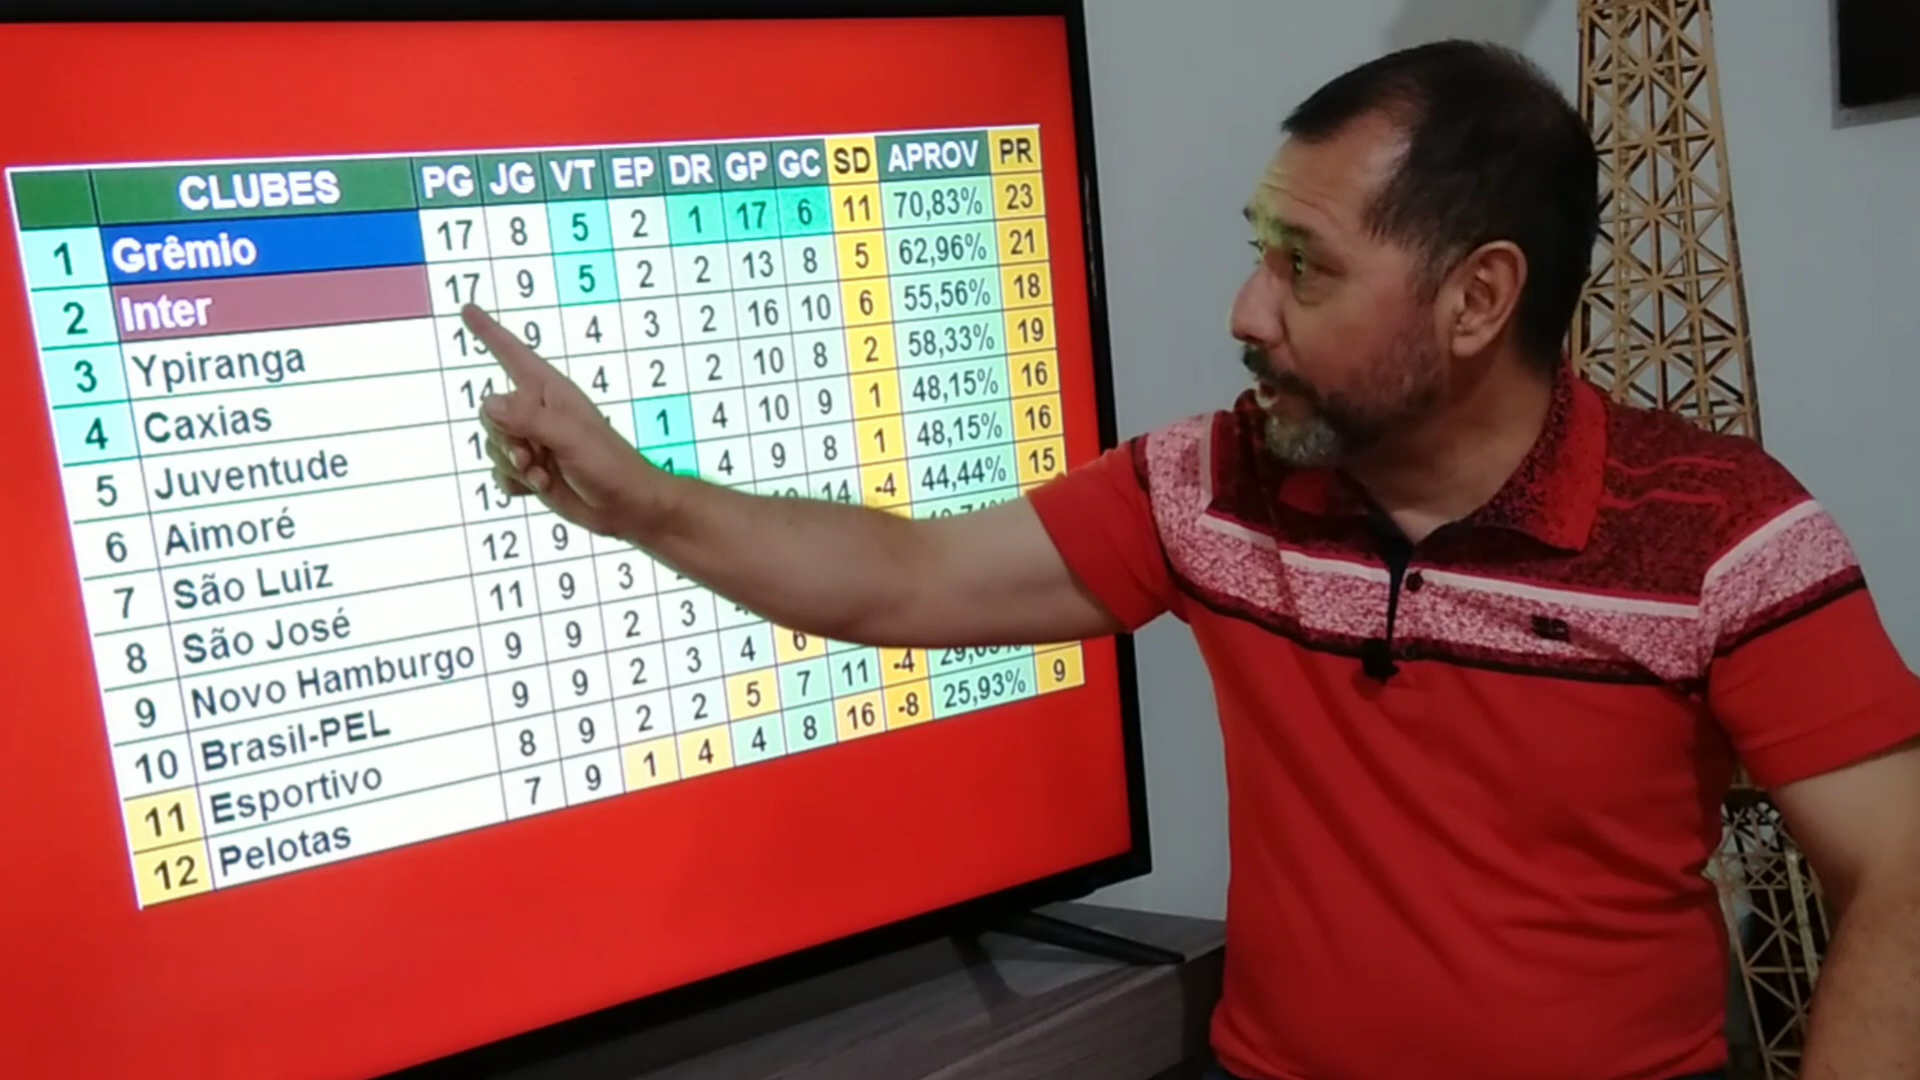 CLUBES PG JG VT EP DR GP GC SD APROV PR
1 Grêmio 17 8 5 2 1 17 6 11 70,83% 23
2 Inter 17 9 5 2 2 13 8 5 62,96% 21
3 Ypiranga 15 9 4 3 2 16 10 6 55,56% 18
4 Caxias 14 4 2 2 10 8 2 58,33% 19
5 Juventude 1 4 10 9 1 48,15% 16
6 Aimoré 13 1 4 9 8 1 48,15% 16
7 São Luiz 12 9 14 -4 44,44% 15
8 São José 11 9 3
9 Novo Hamburgo 9 9 2 3
10 Brasil-PEL 9 9 2 3 4 6
11 Esportivo 8 9 2 2 5 7 11 -4
12 Pelotas 7 9 1 4 4 8 16 -8 25,93% 9